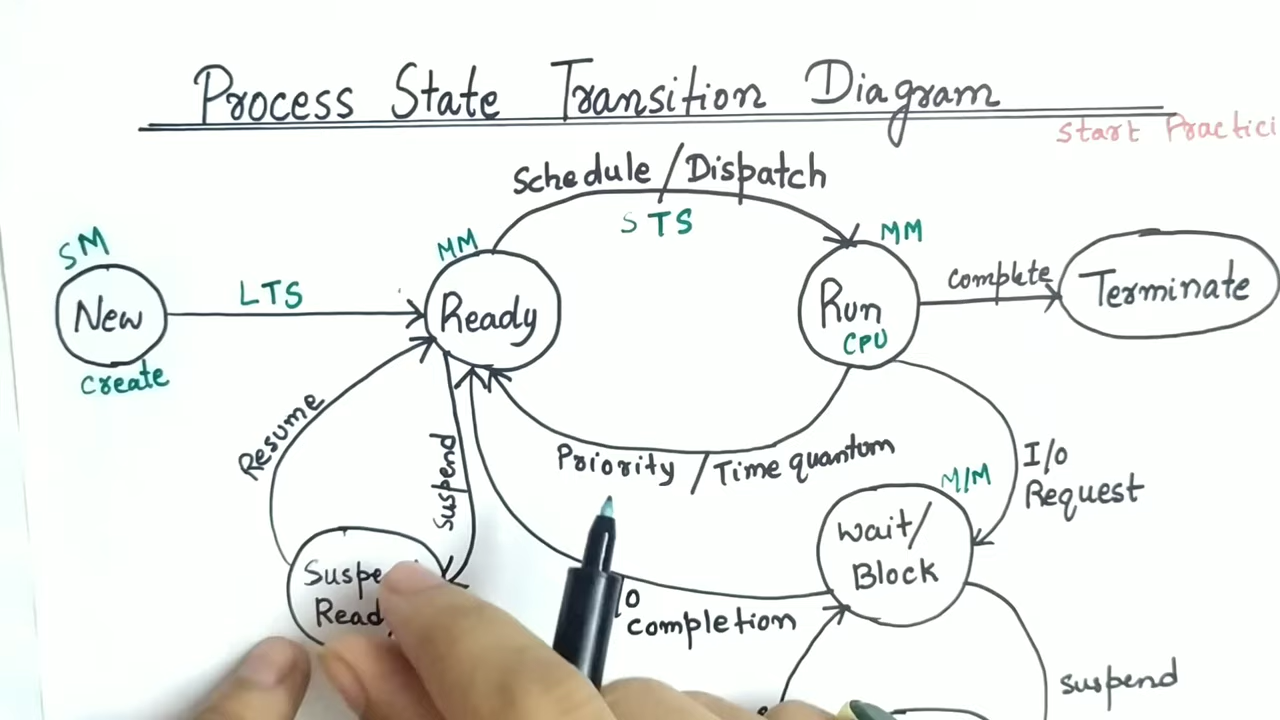 Process State Transition Diagram
Start Practici
Schedule / Dispatch
STS
SM
New
create
LTS
MM
Ready
MM
Run
CPU
complete
Terminate
Resume
Suspend
Priority / Time quantum
I/o
Request
M/M
Wait/
Block
completion
suspend